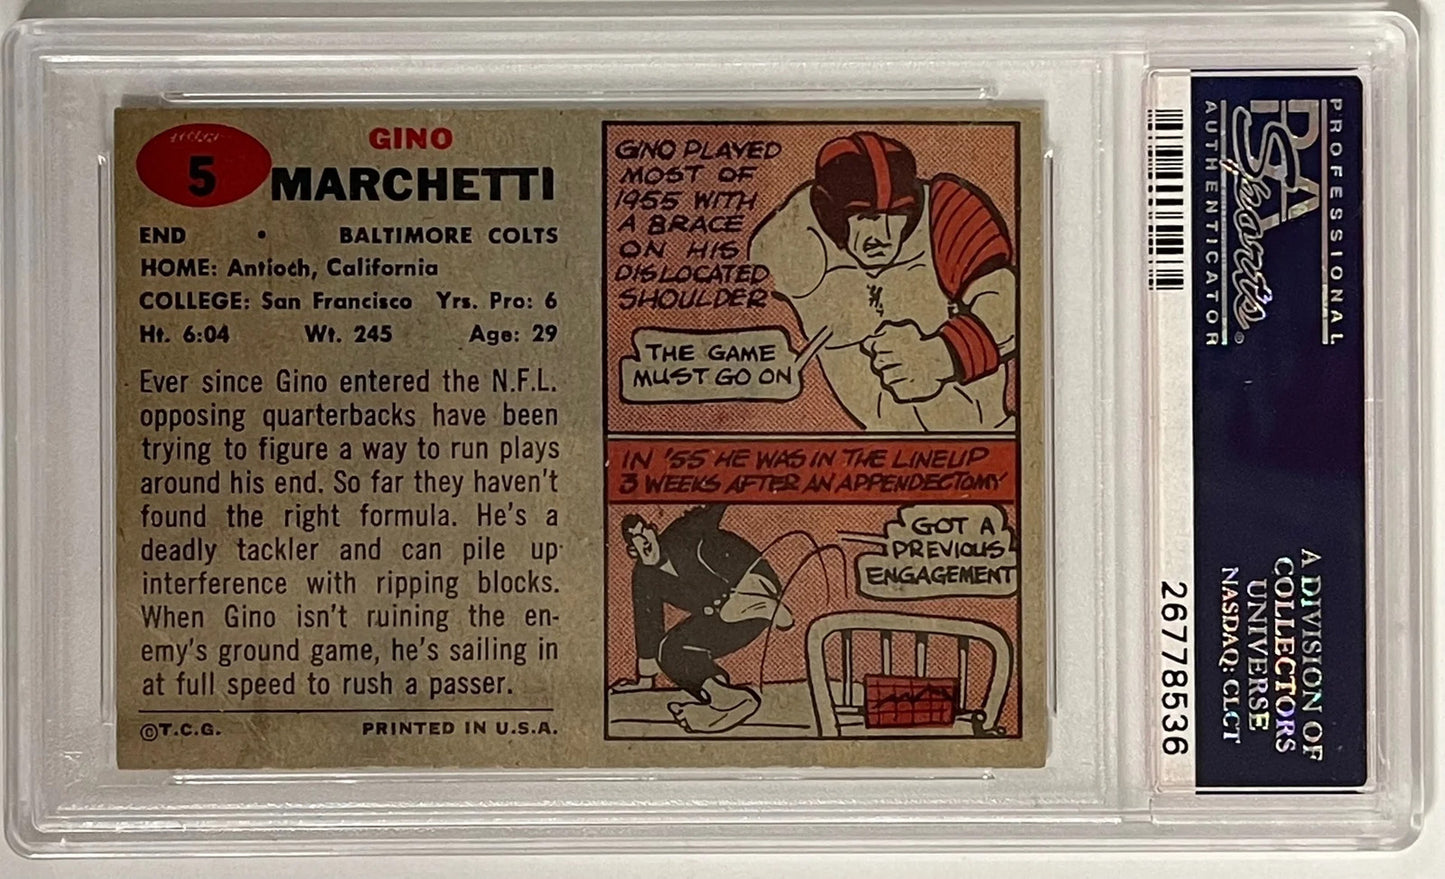 5
GINO
MARCHETTI
END • BALTIMORE COLTS
HOME: Antioch, California
COLLEGE: San Francisco Yrs. Pro: 6
Ht. 6:04 Wt. 245 Age: 29
Ever since Gino entered the N.F.L.
opposing quarterbacks have been
trying to figure a way to run plays
around his end. So far they haven't
found the right formula. He's a
deadly tackler and can pile up
interference with ripping blocks.
When Gino isn't ruining the en-
emy's ground game, he's sailing in
at full speed to rush a passer.
©T.C.G. PRINTED IN U.S.A.
GINO PLAYED
MOST OF
1955 WITH
A BRACE
ON HIS
DISLOCATED
SHOULDER
THE GAME
MUST GO ON
IN '55 HE WAS IN THE LINEUP
3 WEEKS AFTER AN APPENDECTOMY
GOT A
PREVIOUS
ENGAGEMENT
PROFESSIONAL
PSA
Sports®
AUTHENTICATOR
A DIVISION OF
COLLECTORS
UNIVERSE
NASDAQ: CLCT
26778536